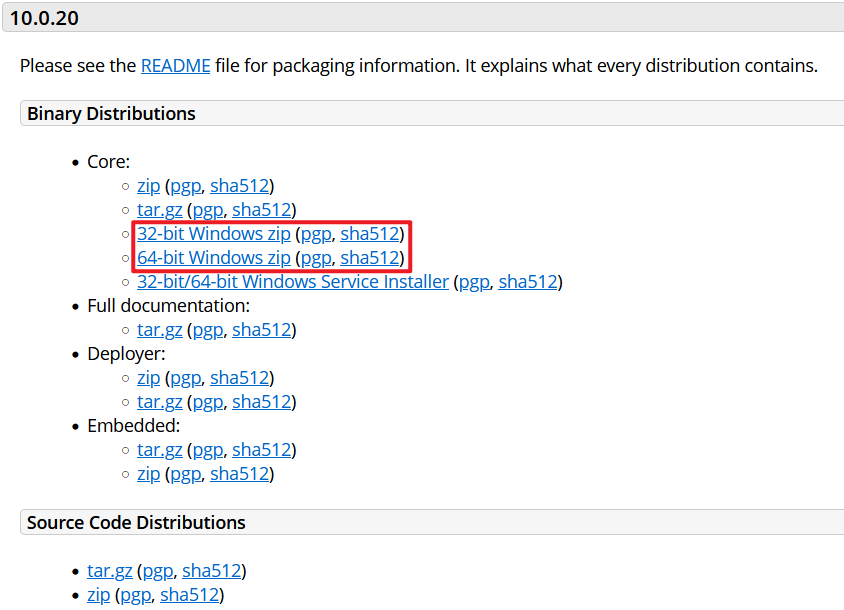 10.0.20
Please see the README file for packaging information. It explains what every distribution contains.
Binary Distributions
• Core:
○ zip (pgp, sha512)
○ tar.gz (pgp, sha512)
○ 32-bit Windows zip (pgp, sha512)
○ 64-bit Windows zip (pgp, sha512)
○ 32-bit/64-bit Windows Service Installer (pgp, sha512)
• Full documentation:
○ tar.gz (pgp, sha512)
• Deployer:
○ zip (pgp, sha512)
○ tar.gz (pgp, sha512)
• Embedded:
○ tar.gz (pgp, sha512)
○ zip (pgp, sha512)
Source Code Distributions
• tar.gz (pgp, sha512)
• zip (pgp, sha512)